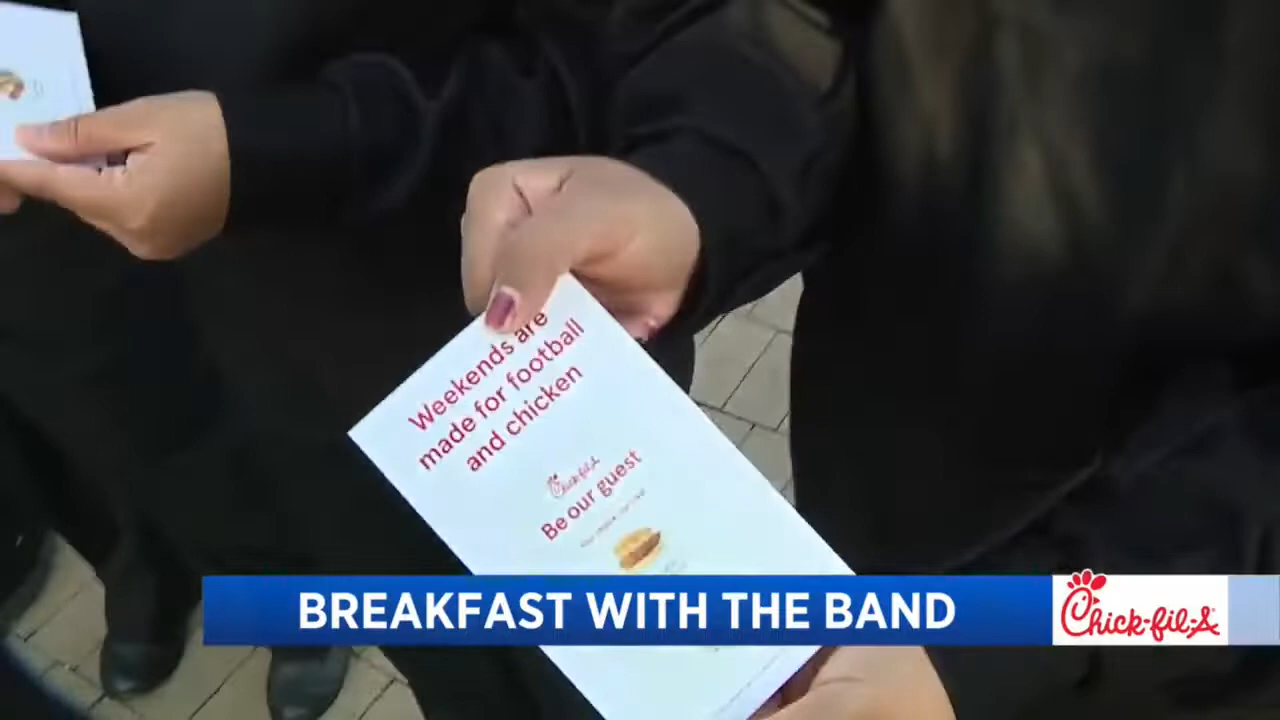 Weekends are
made for football
and chicken
Chick-fil-A
Be our guest
BREAKFAST WITH THE BAND
Chick-fil-A